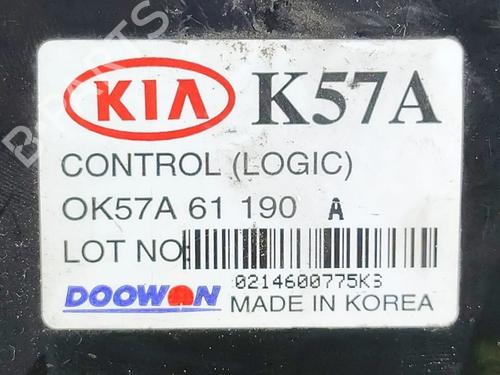 KIA K57A
CONTROL (LOGIC)
OK57A 61 190 A
LOT NO:
0214600775K3
DOOWON MADE IN KOREA